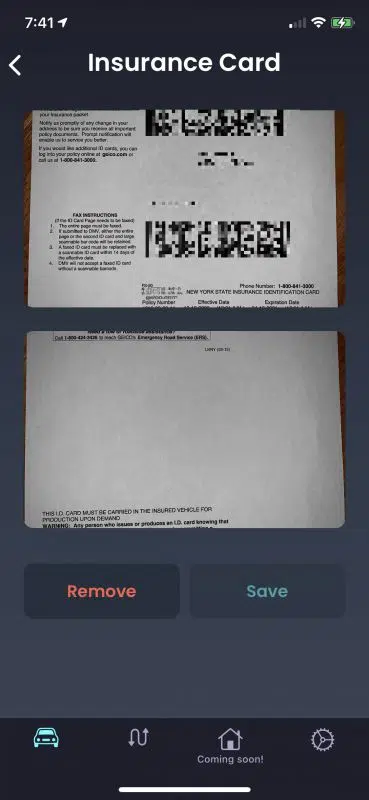 7:41
Insurance Card
your insurance packet
Notify us promptly of any change in your
address to be sure you receive all important
policy documents. Prompt notification will
enable us to service you better.
If you would like additional ID cards, you can
log into your policy online at geico.com or
call us at 1-800-841-3000.
FAX INSTRUCTIONS
(If the ID Card Page needs to be faxed)
1. The entire page must be faxed.
2. If submitted to DMV, either the entire
page or the second ID card and large
scannable bar code will be retained.
3. A faxed ID card must be replaced with
a scannable ID card within 14 days of
the effective date.
4. DMV will not accept a faxed ID card
without a scannable barcode.
Phone Number: 1-800-841-3000
NEW YORK STATE INSURANCE IDENTIFICATION CARD
Policy Number Effective Date Expiration Date
Need a tow or roadside assistance?
Call 1-800-424-3426 to reach GEICO's Emergency Road Service (ERS).
THIS I.D. CARD MUST BE CARRIED IN THE INSURED VEHICLE FOR
PRODUCTION UPON DEMAND
WARNING: Any person who issues or produces an I.D. card knowing that
Remove
Save
Coming soon!